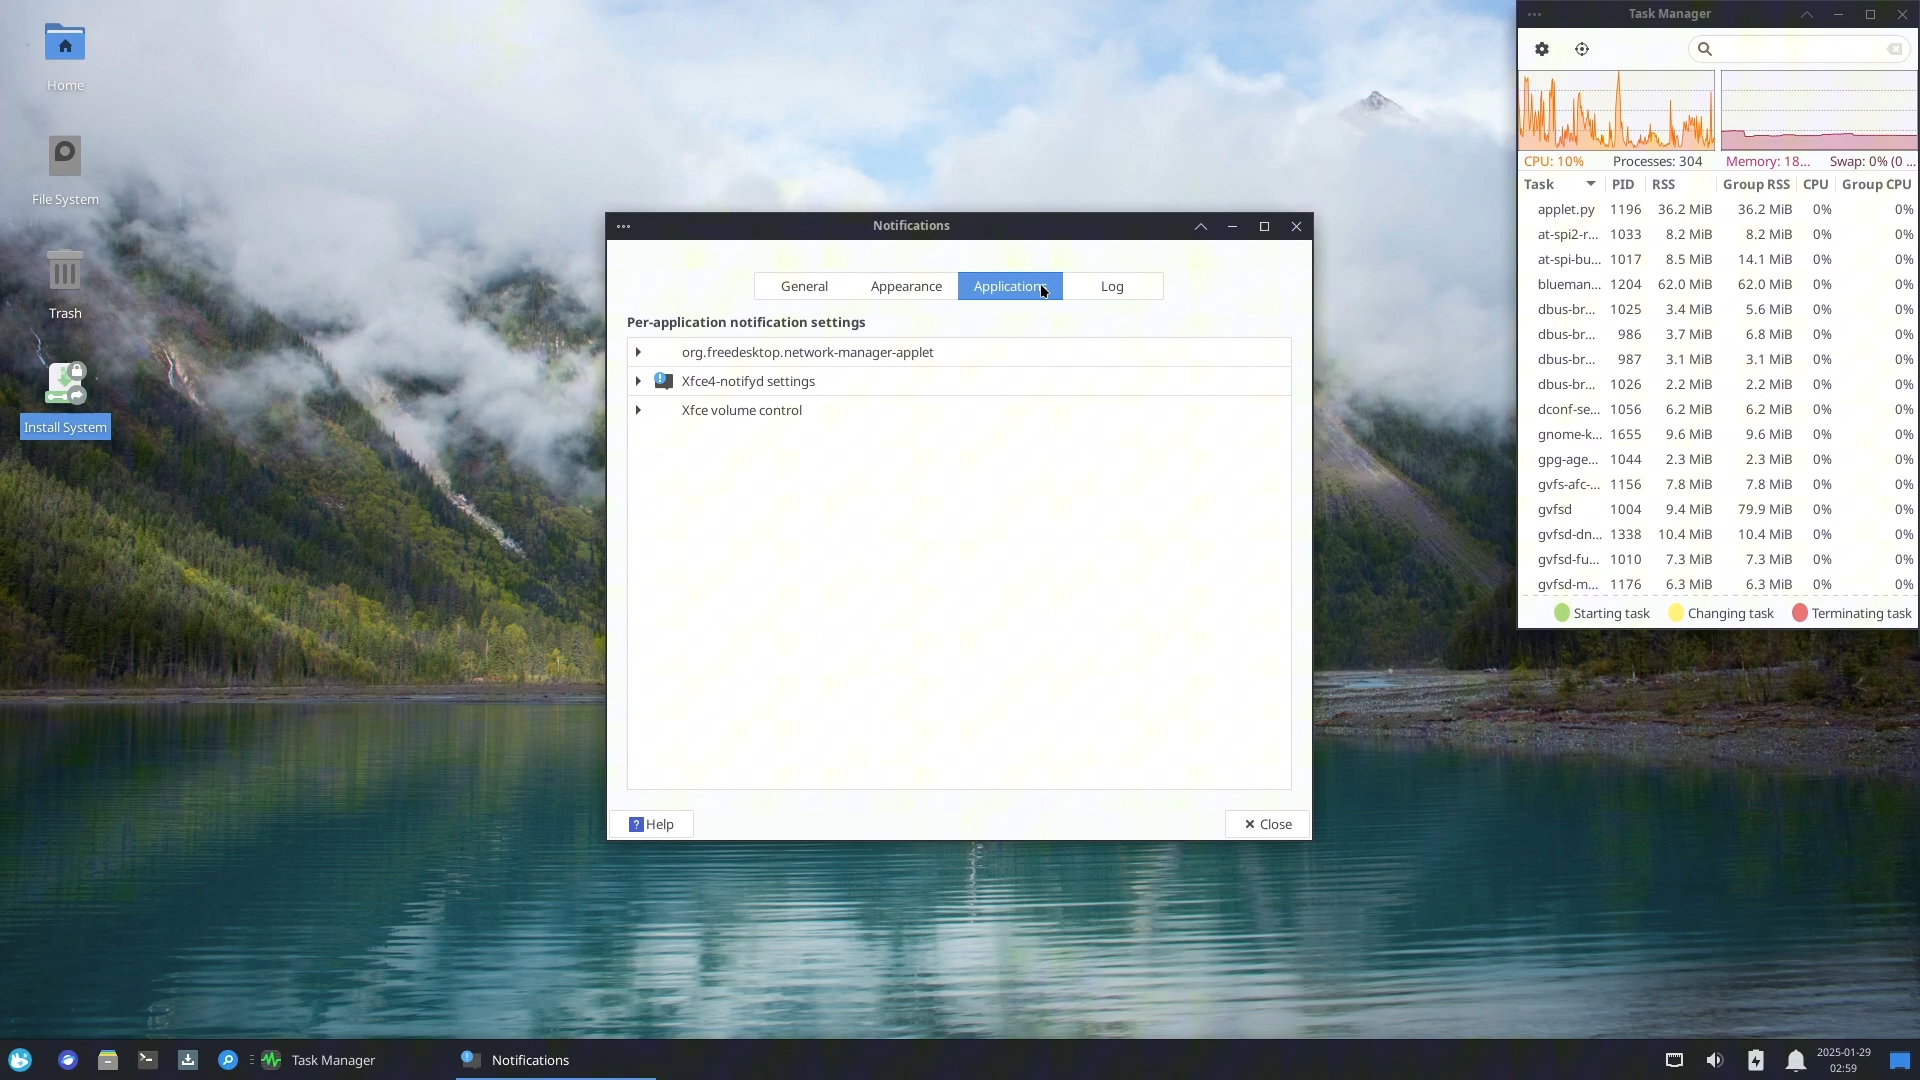 Home
File System
Trash
Install System
Notifications
General Appearance Applications Log
Per-application notification settings
org.freedesktop.network-manager-applet
Xfce4-notifyd settings
Xfce volume control
? Help
Close
Task Manager
CPU: 10% Processes: 304 Memory: 18... Swap: 0% (0 ...
Task PID RSS Group RSS CPU Group CPU
applet.py 1196 36.2 MiB 36.2 MiB 0% 0%
at-spi2-r... 1033 8.2 MiB 8.2 MiB 0% 0%
at-spi-bu... 1017 8.5 MiB 14.1 MiB 0% 0%
blueman... 1204 62.0 MiB 62.0 MiB 0% 0%
dbus-br... 1025 3.4 MiB 5.6 MiB 0% 0%
dbus-br... 986 3.7 MiB 6.8 MiB 0% 0%
dbus-br... 987 3.1 MiB 3.1 MiB 0% 0%
dbus-br... 1026 2.2 MiB 2.2 MiB 0% 0%
dconf-se... 1056 6.2 MiB 6.2 MiB 0% 0%
gnome-k... 1655 9.6 MiB 9.6 MiB 0% 0%
gpg-age... 1044 2.3 MiB 2.3 MiB 0% 0%
gvfs-afc-... 1156 7.8 MiB 7.8 MiB 0% 0%
gvfsd 1004 9.4 MiB 79.9 MiB 0% 0%
gvfsd-dn... 1338 10.4 MiB 10.4 MiB 0% 0%
gvfsd-fu... 1010 7.3 MiB 7.3 MiB 0% 0%
gvfsd-m... 1176 6.3 MiB 6.3 MiB 0% 0%
Starting task Changing task Terminating task
Task Manager
Notifications
2025-01-29
02:59